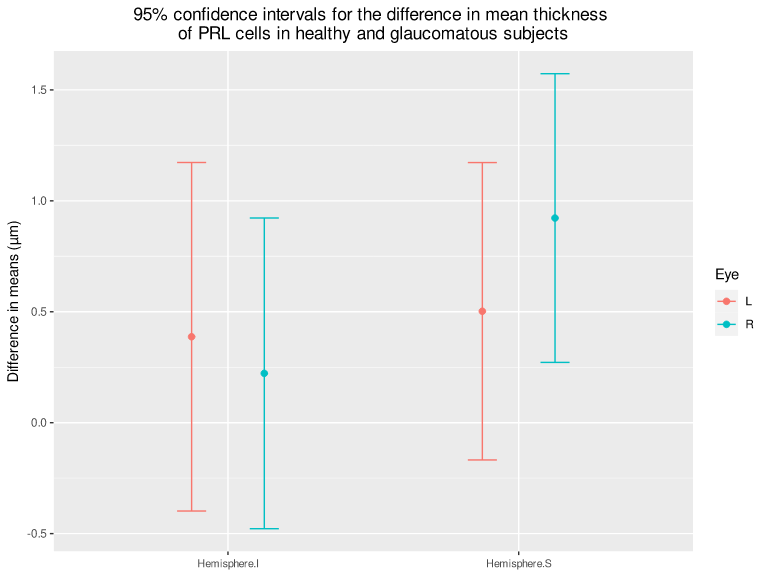 95% confidence intervals for the difference in mean thickness
of PRL cells in healthy and glaucomatous subjects
Difference in means (µm)
1.5
1.0
0.5
0.0
-0.5
Hemisphere.I
Hemisphere.S
Eye
L
R